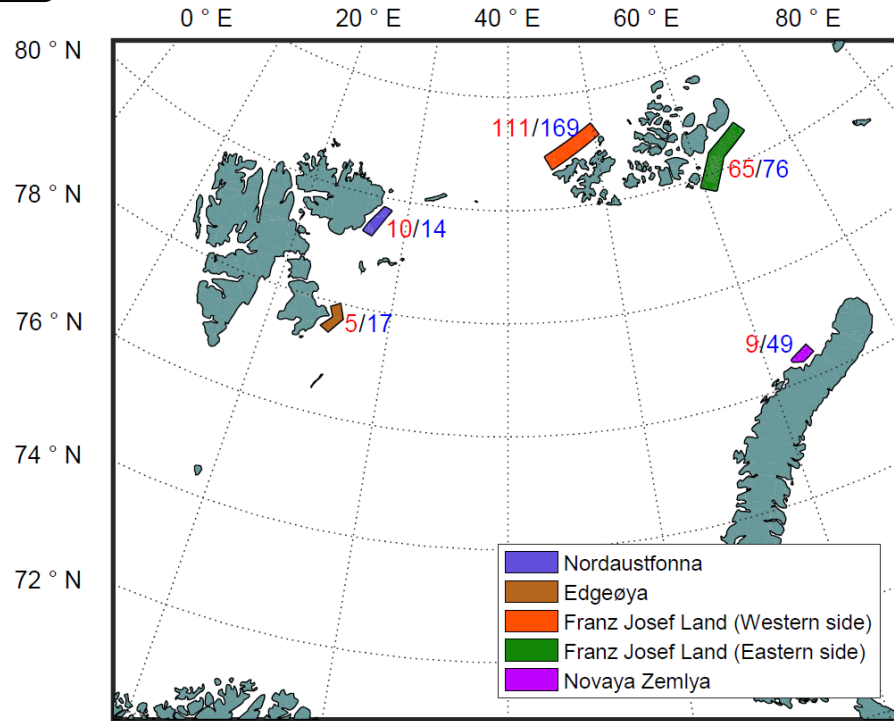 0 ° E 20 ° E 40 ° E 60 ° E 80 ° E
80 ° N
111/169
65/76
78 ° N
10/14
76 ° N
5/17
9/49
74 ° N
72 ° N
Nordaustfonna
Edgeøya
Franz Josef Land (Western side)
Franz Josef Land (Eastern side)
Novaya Zemlya